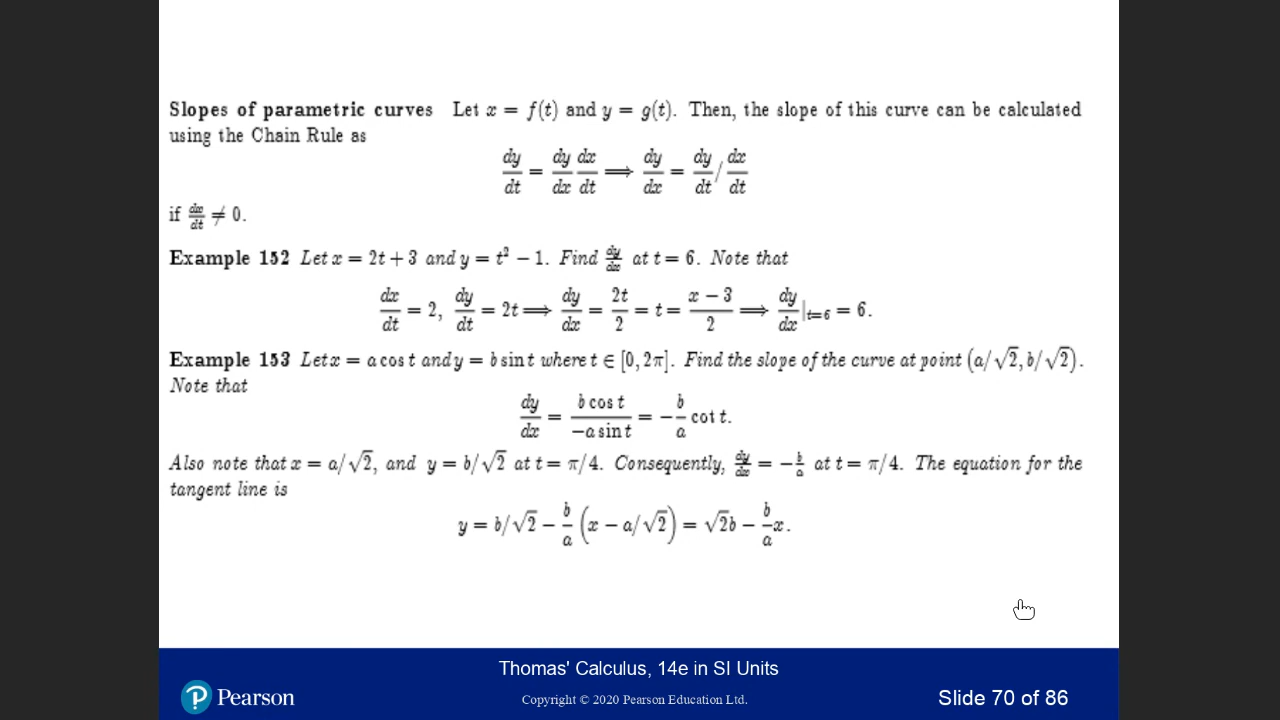 Slopes of parametric curves Let x = f(t) and y = g(t). Then, the slope of this curve can be calculated
using the Chain Rule as
dy/dt = dy/dx dx/dt ⟹ dy/dx = dy/dt / dx/dt
if dx/dt ≠ 0.
Example 152 Let x = 2t + 3 and y = t² − 1. Find dy/dx at t = 6. Note that
dx/dt = 2, dy/dt = 2t ⟹ dy/dx = 2t/2 = t = (x − 3)/2 ⟹ dy/dx |t=6 = 6.
Example 153 Let x = a cos t and y = b sin t where t ∈ [0, 2π]. Find the slope of the curve at point (a/√2, b/√2).
Note that
dy/dx = b cos t/−a sin t = −b/a cot t.
Also note that x = a/√2, and y = b/√2 at t = π/4. Consequently, dy/dx = −b/a at t = π/4. The equation for the
tangent line is
y = b/√2 − b/a (x − a/√2) = √2b − b/a x.
Thomas' Calculus, 14e in SI Units
P Pearson
Copyright © 2020 Pearson Education Ltd.
Slide 70 of 86